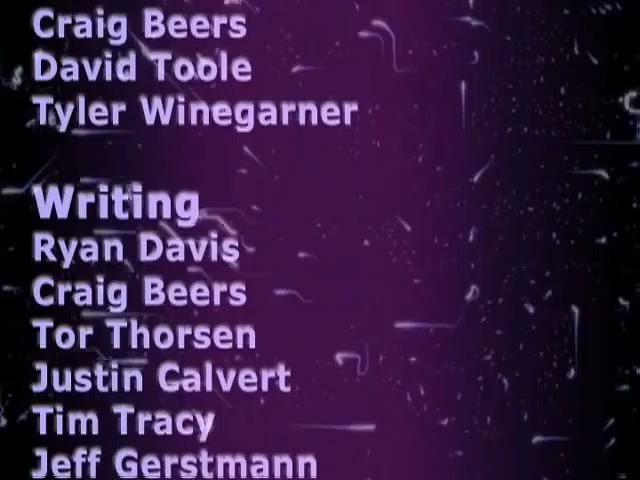 Craig Beers
David Toole
Tyler Winegarner
Writing
Ryan Davis
Craig Beers
Tor Thorsen
Justin Calvert
Tim Tracy
Jeff Gerstmann